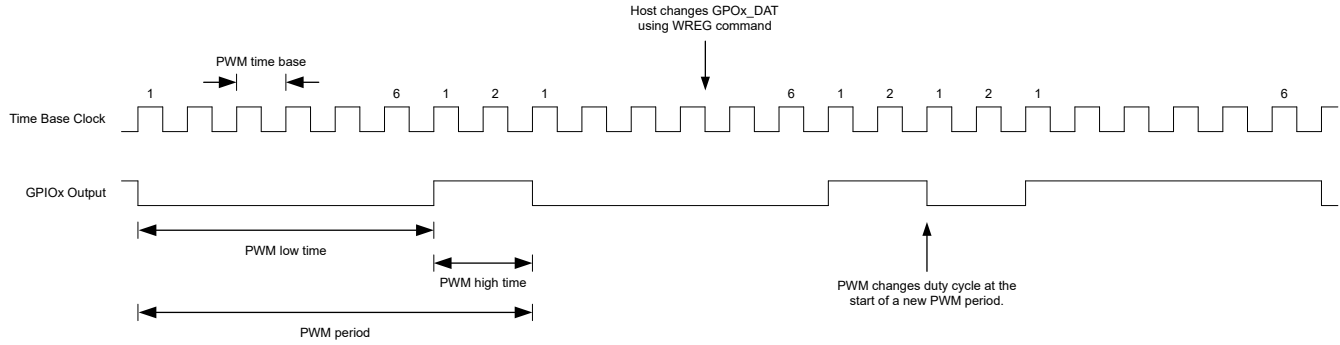 Host changes GPOx_DAT
using WREG command
PWM time base
1 6 1 2 1 6 1 2 1 2 1 6
Time Base Clock
GPIOx Output
PWM low time
PWM high time
PWM changes duty cycle at the
start of a new PWM period.
PWM period